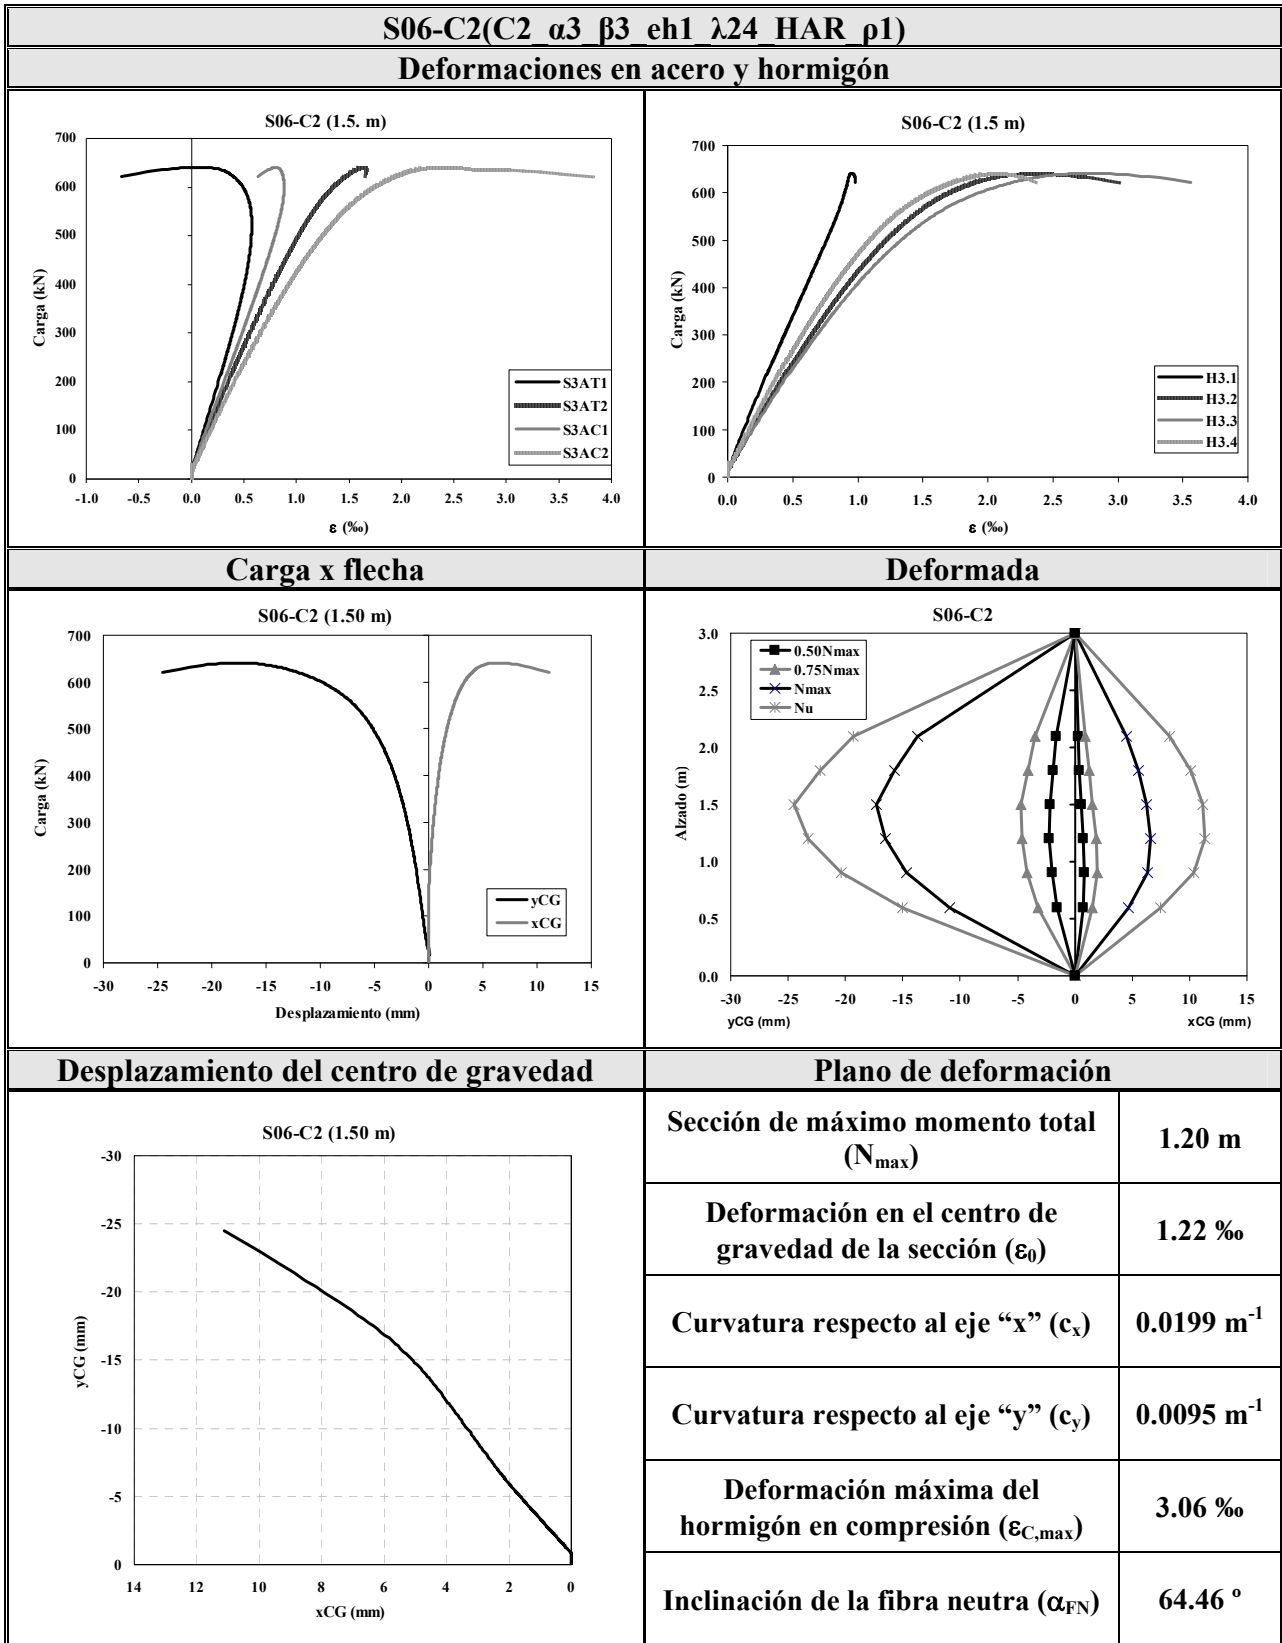 S06-C2(C2_α3_β3_eh1_λ24_HAR_ρ1)
Deformaciones en acero y hormigón
S06-C2 (1.5. m)
700
600
500
400
300
200
100
0
Carga (kN)
-1.0 -0.5 0.0 0.5 1.0 1.5 2.0 2.5 3.0 3.5 4.0
ε (‰)
S3AT1
S3AT2
S3AC1
S3AC2
S06-C2 (1.5 m)
700
600
500
400
300
200
100
0
Carga (kN)
0.0 0.5 1.0 1.5 2.0 2.5 3.0 3.5 4.0
ε (‰)
H3.1
H3.2
H3.3
H3.4
Carga x flecha
Deformada
S06-C2 (1.50 m)
700
600
500
400
300
200
100
0
Carga (kN)
-30 -25 -20 -15 -10 -5 0 5 10 15
Desplazamiento (mm)
yCG
xCG
S06-C2
3.0
2.5
2.0
1.5
1.0
0.5
0.0
Alzado (m)
0.50Nmax
0.75Nmax
Nmax
Nu
-30 -25 -20 -15 -10 -5 0 5 10 15
yCG (mm) xCG (mm)
Desplazamiento del centro de gravedad
Plano de deformación
S06-C2 (1.50 m)
-30
-25
-20
-15
-10
-5
0
yCG (mm)
14 12 10 8 6 4 2 0
xCG (mm)
Sección de máximo momento total
(Nmax)
1.20 m
Deformación en el centro de
gravedad de la sección (ε0)
1.22 ‰
Curvatura respecto al eje “x” (cx)
0.0199 m-1
Curvatura respecto al eje “y” (cy)
0.0095 m-1
Deformación máxima del
hormigón en compresión (εC,max)
3.06 ‰
Inclinación de la fibra neutra (αFN)
64.46 º